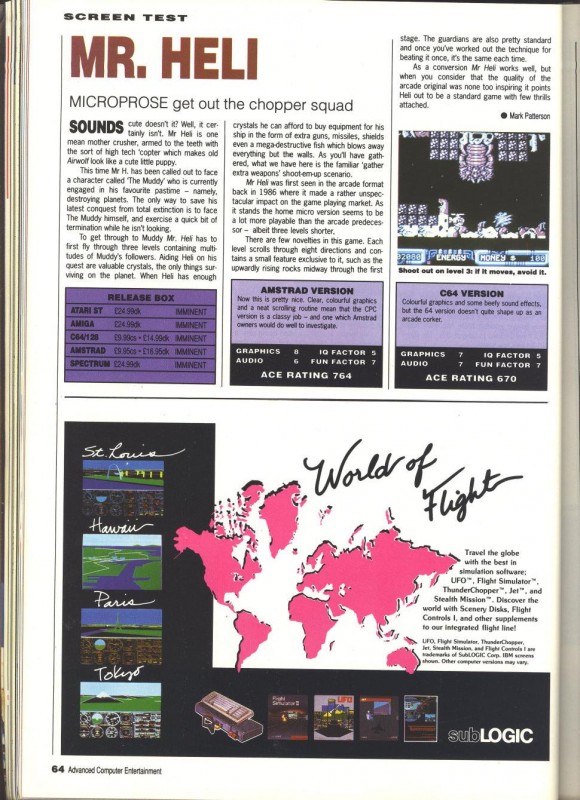 SCREEN TEST
MR. HELI
MICROPROSE get out the chopper squad
SOUNDS cute doesn't it? Well, it cer-
tainly isn't. Mr Heli is one
mean mother crusher, armed to the teeth with
the sort of high tech 'copter which makes old
Airwolf look like a cute little puppy.
This time Mr H. has been called out to face
a character called 'The Muddy' who is currently
engaged in his favourite pastime – namely,
destroying planets. The only way to save his
latest conquest from total extinction is to face
The Muddy himself, and exercise a quick bit of
termination while he isn't looking.
To get through to Muddy Mr. Heli has to
first fly through three levels containing multi-
tudes of Muddy's followers. Aiding Heli on his
quest are valuable crystals, the only things sur-
viving on the planet. When Heli has enough
crystals he can afford to buy equipment for his
ship in the form of extra guns, missiles, shields
even a mega-destructive fish which blows away
everything but the walls. As you'll have gath-
ered, what we have here is the familiar 'gather
extra weapons' shoot-em-up scenario.
Mr Heli was first seen in the arcade format
back in 1986 where it made a rather unspec-
tacular impact on the game playing market. As
it stands the home micro version seems to be
a lot more playable than the arcade predeces-
sor – albeit three levels shorter,
There are few novelties in this game. Each
level scrolls through eight directions and con-
tains a small feature exclusive to it, such as the
upwardly rising rocks midway through the first
stage. The guardians are also pretty standard
and once you've worked out the technique for
beating it once, it's the same each time.
As a conversion Mr Heli works well, but
when you consider that the quality of the
arcade original was none too inspiring it points
Heli out to be a standard game with few thrills
attached.
● Mark Patterson
ENERGY MONEY $ 100
Shoot out on level 3: If it moves, avoid it.
RELEASE BOX
ATARI ST £24.99dk IMMINENT
AMIGA £24.99dk IMMINENT
C64/128 £9.99cs • £14.99dk IMMINENT
AMSTRAD £9.99cs • £16.99dk IMMINENT
SPECTRUM £24.99dk IMMINENT
AMSTRAD VERSION
Now this is pretty nice. Clear, colourful graphics
and a neat scrolling routine mean that the CPC
version is a classy job – and one which Amstrad
owners would do well to investigate.
GRAPHICS 8 IQ FACTOR 5
AUDIO 6 FUN FACTOR 7
ACE RATING 764
C64 VERSION
Colourful graphics and some beefy sound effects,
but the 64 version doesn't quite shape up as an
arcade corker.
GRAPHICS 7 IQ FACTOR 5
AUDIO 7 FUN FACTOR 7
ACE RATING 670
St. Louis
Hawaii
Paris
Tokyo
World of
Flight
Travel the globe
with the best in
simulation software;
UFO™, Flight Simulator™,
ThunderChopper™, Jet™, and
Stealth Mission™. Discover the
world with Scenery Disks, Flight
Controls I, and other supplements
to our integrated flight line!
UFO, Flight Simulator, ThunderChopper,
Jet, Stealth Mission, and Flight Controls I are
trademarks of SubLOGIC Corp. IBM screens
shown. Other computer versions may vary.
Flight
Simulator II
UFO
subLOGIC
64 Advanced Computer Entertainment